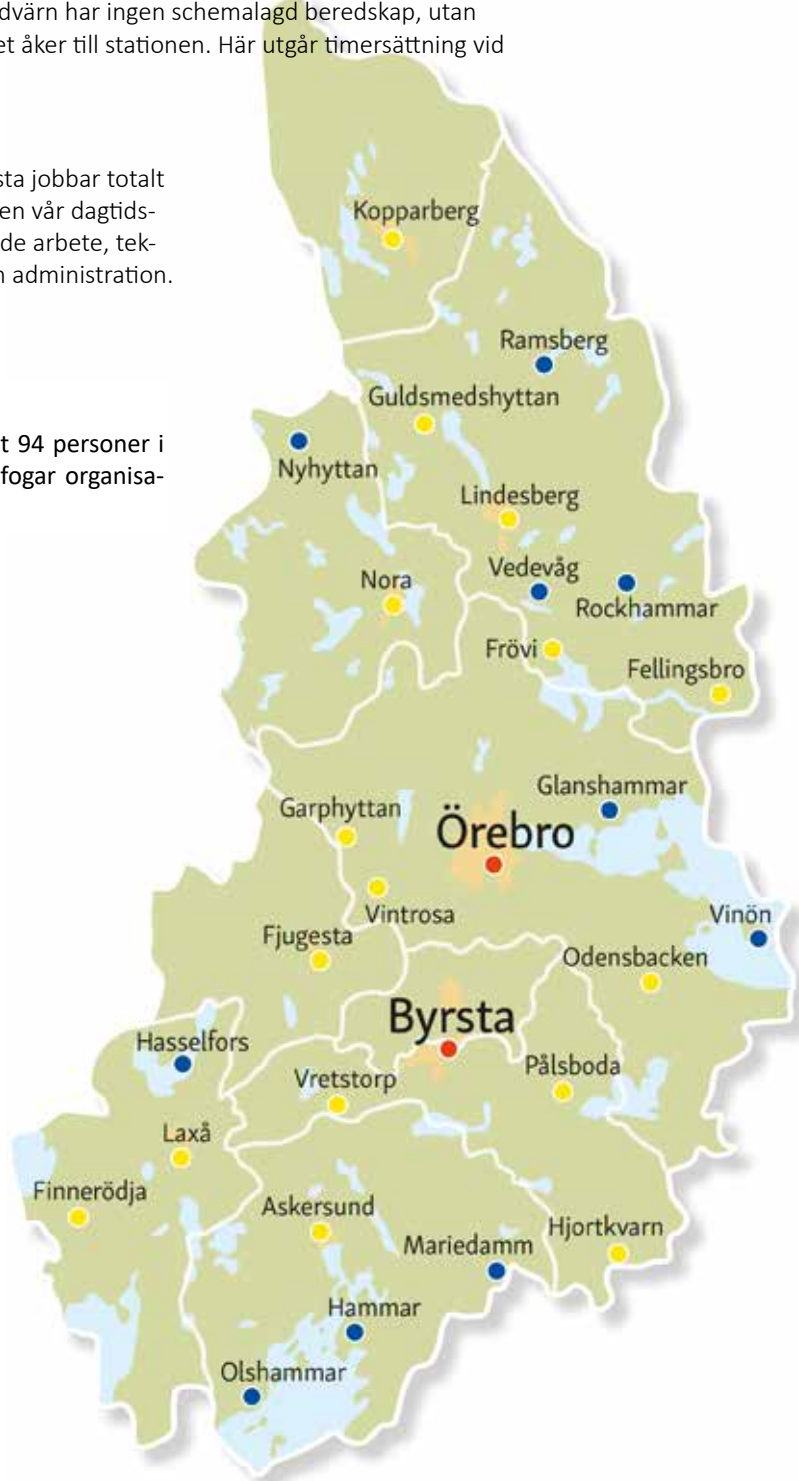 dvärn har ingen schemalagd beredskap, utan
et åker till stationen. Här utgår timersättning vid
sta jobbar totalt
en vår dagtids-
de arbete, tek-
n administration.
t 94 personer i
fogar organisa-
Kopparberg
Ramsberg
Guldsmedshyttan
Nyhyttan
Lindesberg
Vedevåg
Nora
Rockhammar
Frövi
Fellingsbro
Glanshammar
Garphyttan
Örebro
Vintrosa
Vinön
Fjugesta
Odensbacken
Byrsta
Hasselfors
Pålsboda
Vretstorp
Laxå
Finnerödja
Askersund
Hjortkvarn
Mariedamm
Hammar
Olshammar